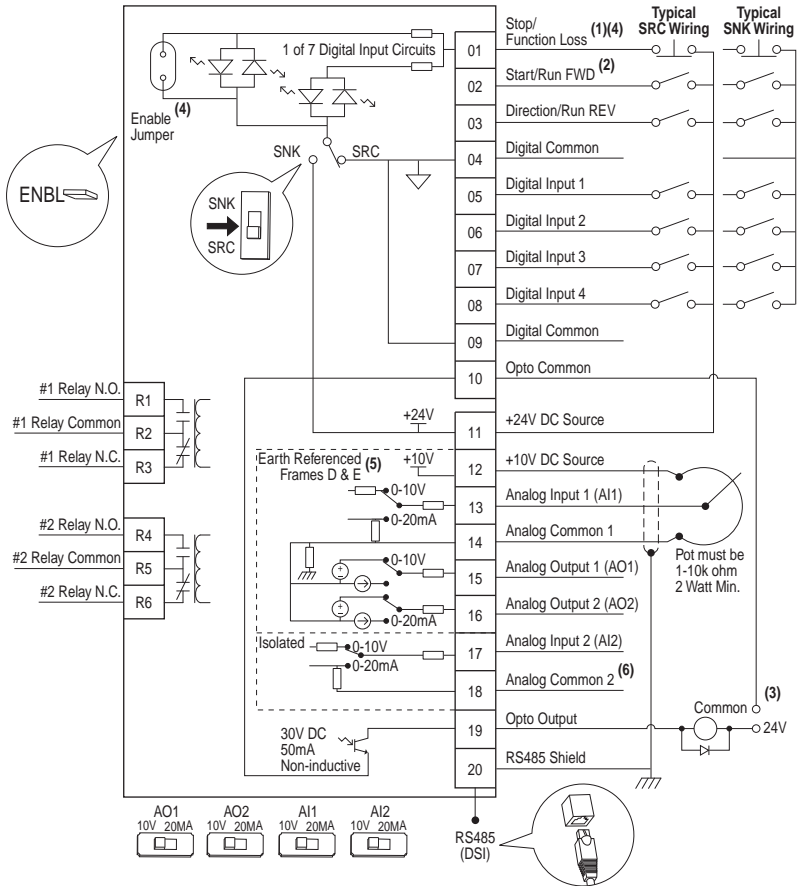 Stop/
Function Loss (1)(4)
Typical
SRC Wiring
Typical
SNK Wiring
1 of 7 Digital Input Circuits
01
02
Start/Run FWD (2)
Enable (4)
Jumper
03
Direction/Run REV
SNK
SRC
04
Digital Common
ENBL
SNK
SRC
05
Digital Input 1
06
Digital Input 2
07
Digital Input 3
08
Digital Input 4
09
Digital Common
10
Opto Common
#1 Relay N.O.
R1
#1 Relay Common
R2
#1 Relay N.C.
R3
+24V
11
+24V DC Source
Earth Referenced (5)
Frames D & E
+10V
12
+10V DC Source
0-10V
13
Analog Input 1 (AI1)
0-20mA
14
Analog Common 1
#2 Relay N.O.
R4
#2 Relay Common
R5
#2 Relay N.C.
R6
0-10V
15
Analog Output 1 (AO1)
Pot must be
1-10k ohm
2 Watt Min.
0-20mA
16
Analog Output 2 (AO2)
Isolated
0-10V
17
Analog Input 2 (AI2)
0-20mA
18
Analog Common 2 (6)
Common
(3)
24V
30V DC
50mA
Non-inductive
19
Opto Output
20
RS485 Shield
AO1
10V 20MA
AO2
10V 20MA
AI1
10V 20MA
AI2
10V 20MA
RS485
(DSI)